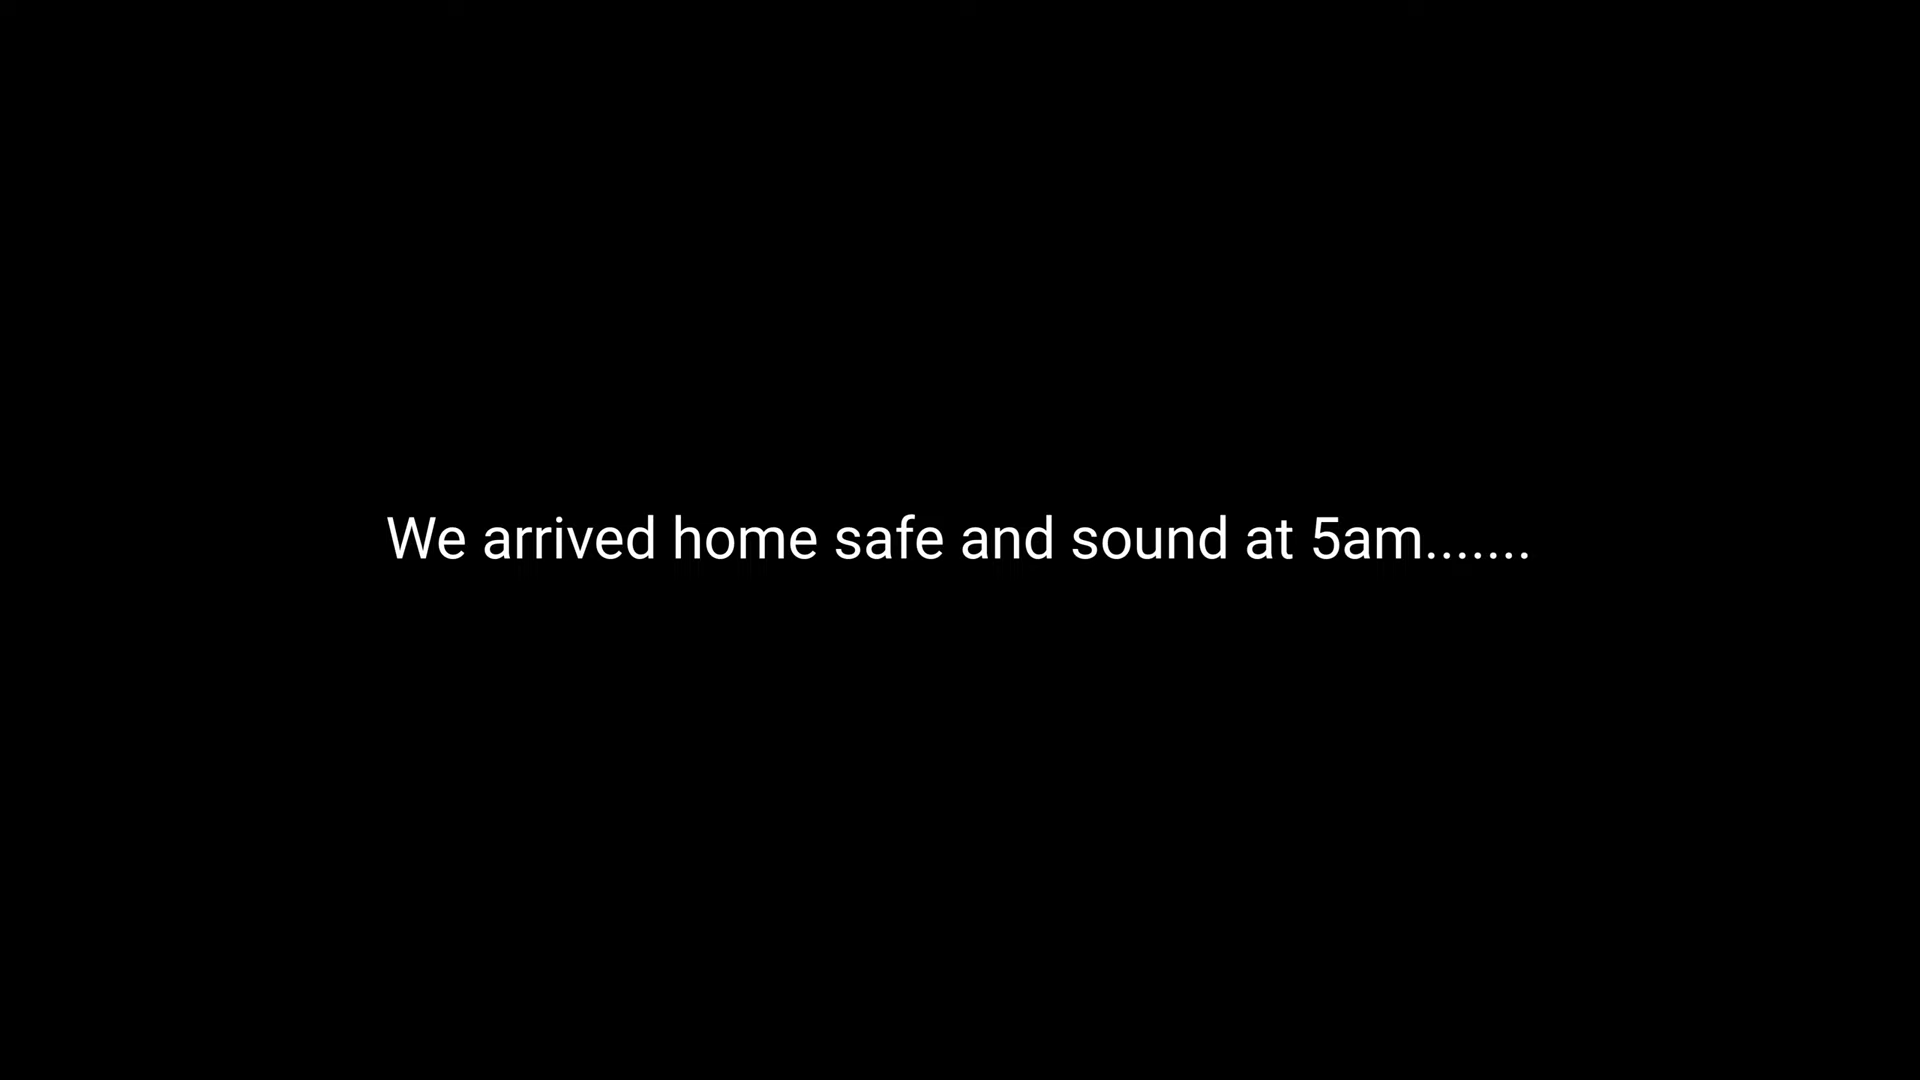 We arrived home safe and sound at 5am.......